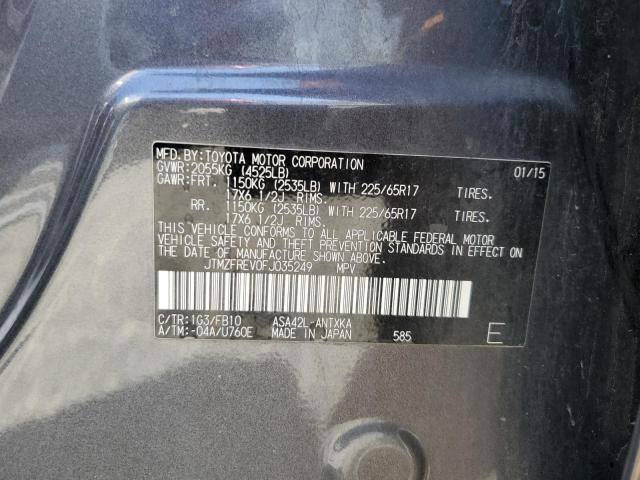 MFD.BY:TOYOTA MOTOR CORPORATION 01/15
GVWR:2055KG (4525LB)
GAWR:FRT. 1150KG (2535LB) WITH 225/65R17 TIRES.
17X6 1/2J RIMS.
RR. 1150KG (2535LB) WITH 225/65R17 TIRES.
17X6 1/2J RIMS.
THIS VEHICLE CONFORMS TO ALL APPLICABLE FEDERAL MOTOR
VEHICLE SAFETY AND THEFT PREVENTION STANDARDS IN EFFECT ON
THE DATE OF MANUFACTURE SHOWN ABOVE.
JTMZFREV0FJ035249 MPV
C/TR:1G3/FB10 ASA42L-ANTXKA
A/TM:-04A/U760E MADE IN JAPAN 585 E